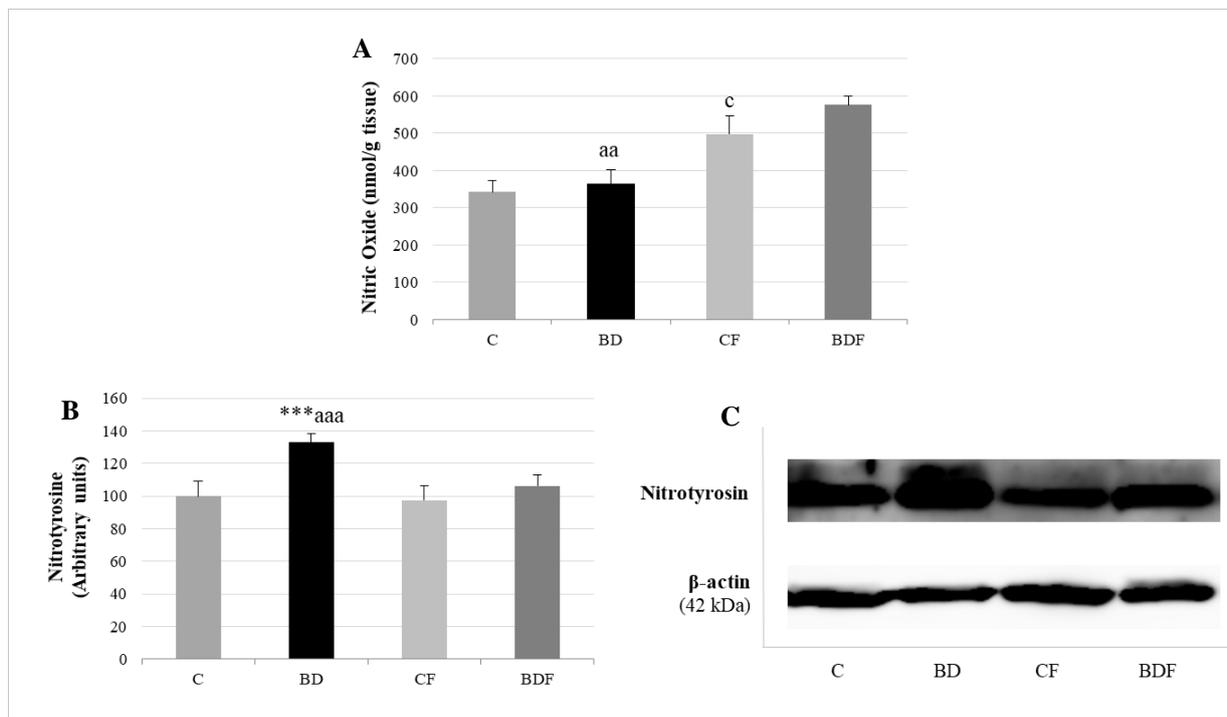 A
Nitric Oxide (nmol/g tissue)
700
600
500
400
300
200
100
0
aa
c
C BD CF BDF
B
Nitrotyrosine
(Arbitrary units)
160
140
120
100
80
60
40
20
0
***aaa
C BD CF BDF
C
Nitrotyrosin
β-actin
(42 kDa)
C BD CF BDF